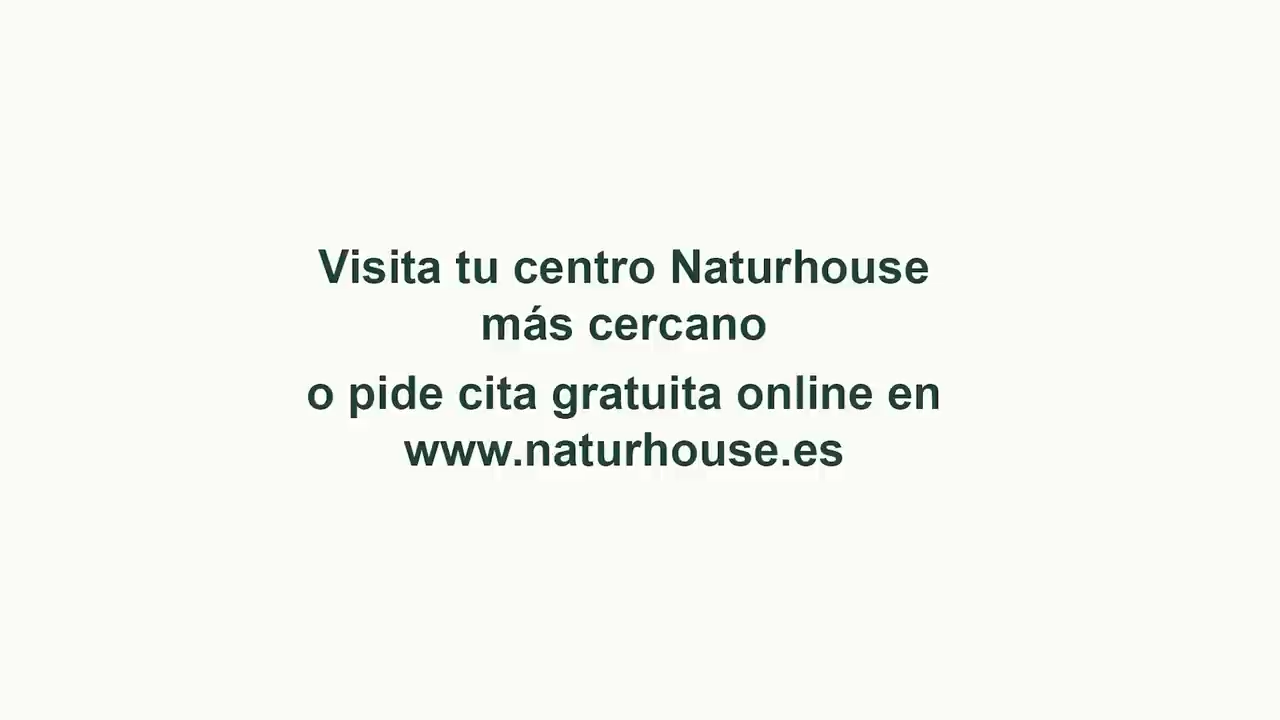 Visita tu centro Naturhouse
más cercano
o pide cita gratuita online en
www.naturhouse.es